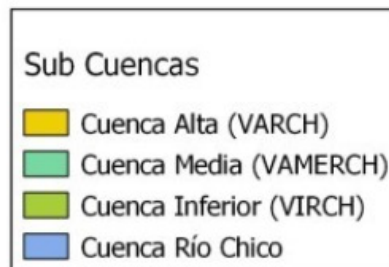 Sub Cuencas
Cuenca Alta (VARCH)
Cuenca Media (VAMERCH)
Cuenca Inferior (VIRCH)
Cuenca Río Chico